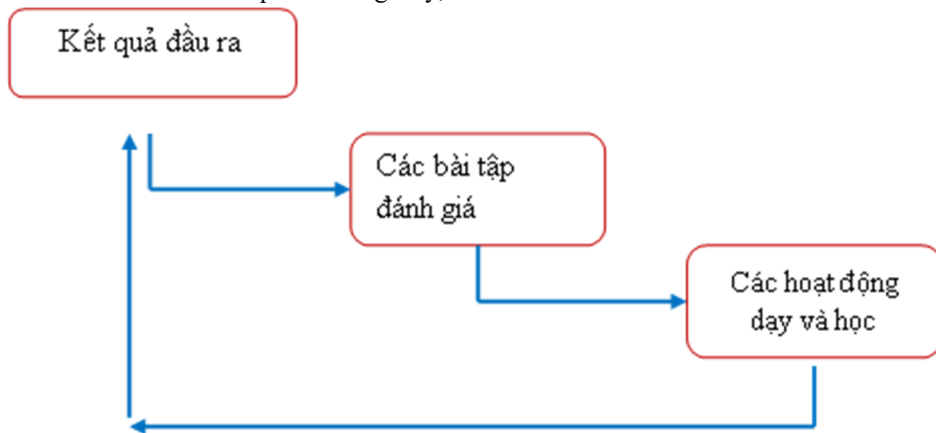 Kết quả đầu ra
Các bài tập
đánh giá
Các hoạt động
dạy và học